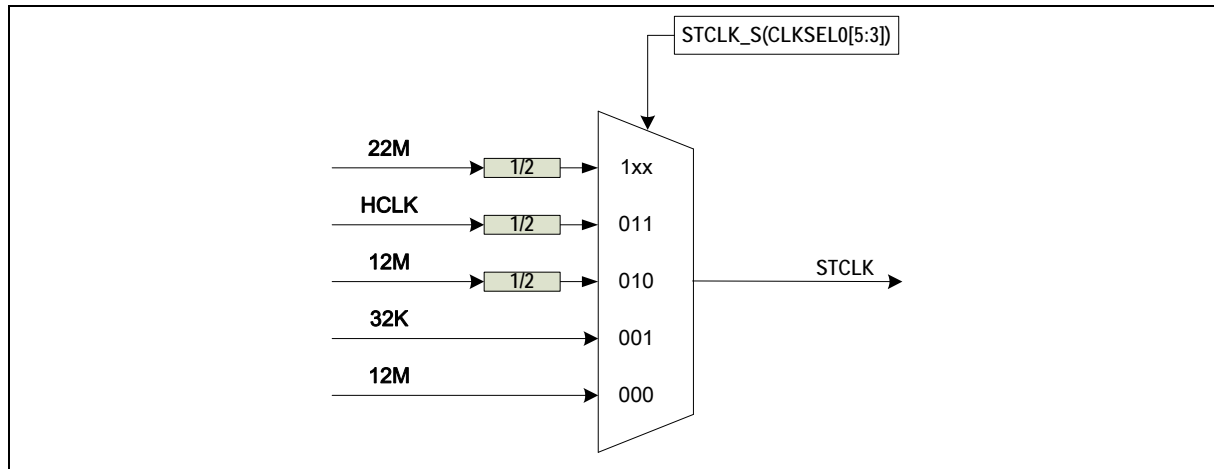 STCLK_S(CLKSEL0[5:3])
22M 1/2 1xx
HCLK 1/2 011
12M 1/2 010
STCLK
32K 001
12M 000